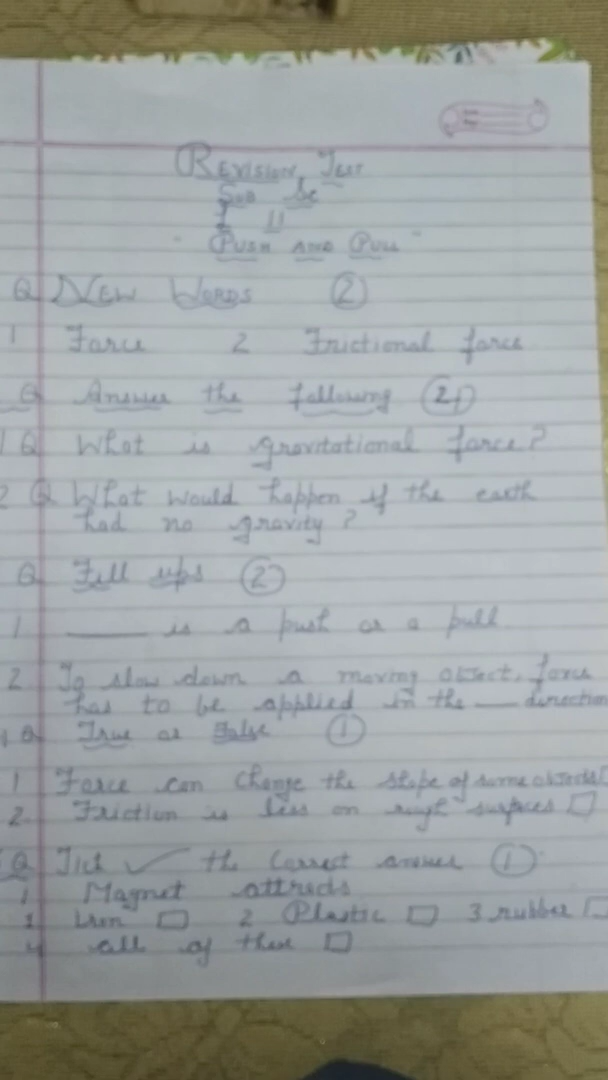 REVISION Test
Sub Sc
L 11
"PUSH AND PULL"
Q NEW WORDS 2
1 Force 2 Frictional force
Q Answer the following
1 Q What is gravitational force?
2 Q What would happen if the earth
had no gravity?
Q Fill ups 2
1. ____ is a push or a pull
2 To slow down a moving object, force
has to be applied in the ___ direction
Q True or False 1
1 Force can change the shape of some objects
2. Friction is less on rough surfaces
Q Tick ✓ the correct answer 1
1 Magnet attracts
1 Iron 2 Plastic 3 rubber
4 all of these